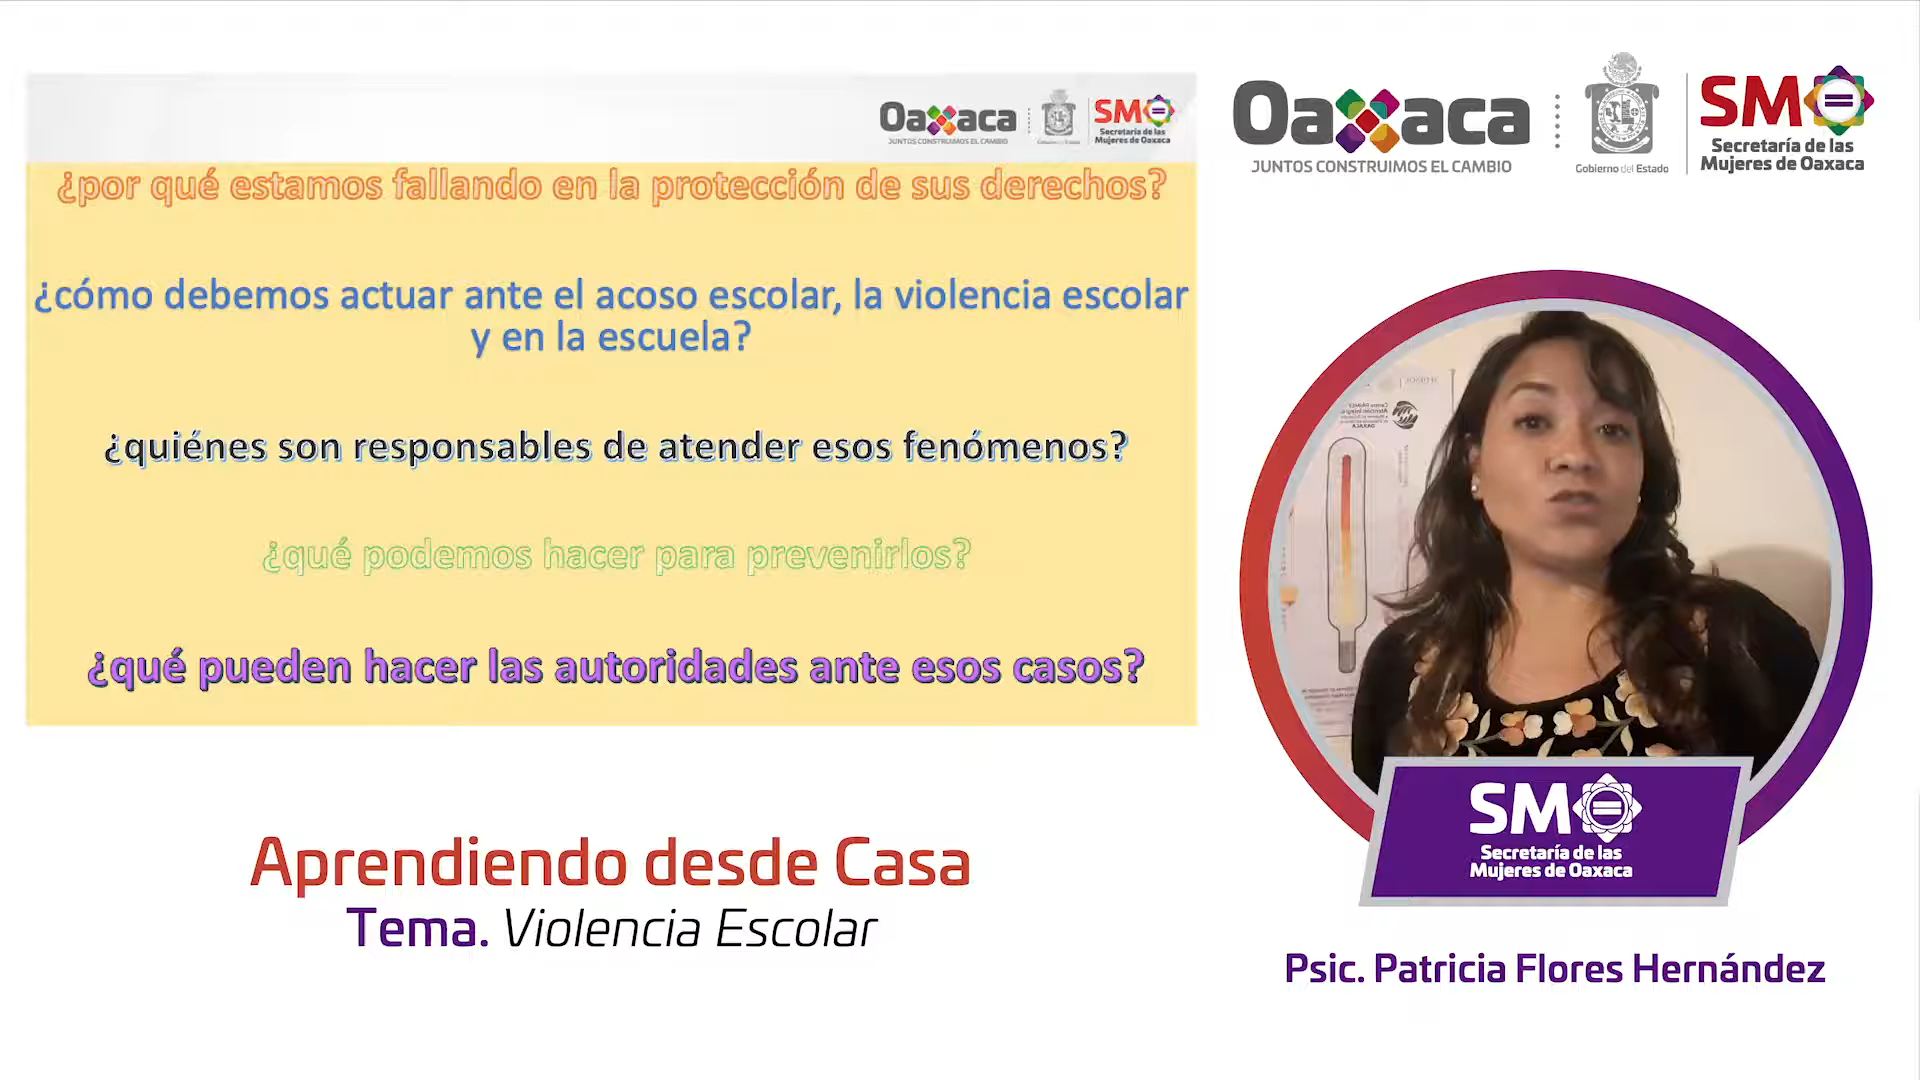 Oaxaca
JUNTOS CONSTRUIMOS EL CAMBIO
Gobierno del Estado
SM
Secretaría de las
Mujeres de Oaxaca
¿por qué estamos fallando en la protección de sus derechos?
¿cómo debemos actuar ante el acoso escolar, la violencia escolar
y en la escuela?
¿quiénes son responsables de atender esos fenómenos?
¿qué podemos hacer para prevenirlos?
¿qué pueden hacer las autoridades ante esos casos?
Oaxaca
JUNTOS CONSTRUIMOS EL CAMBIO
Gobierno del Estado
SM
Secretaría de las
Mujeres de Oaxaca
SM
Secretaría de las
Mujeres de Oaxaca
Aprendiendo desde Casa
Tema. Violencia Escolar
Psic. Patricia Flores Hernández